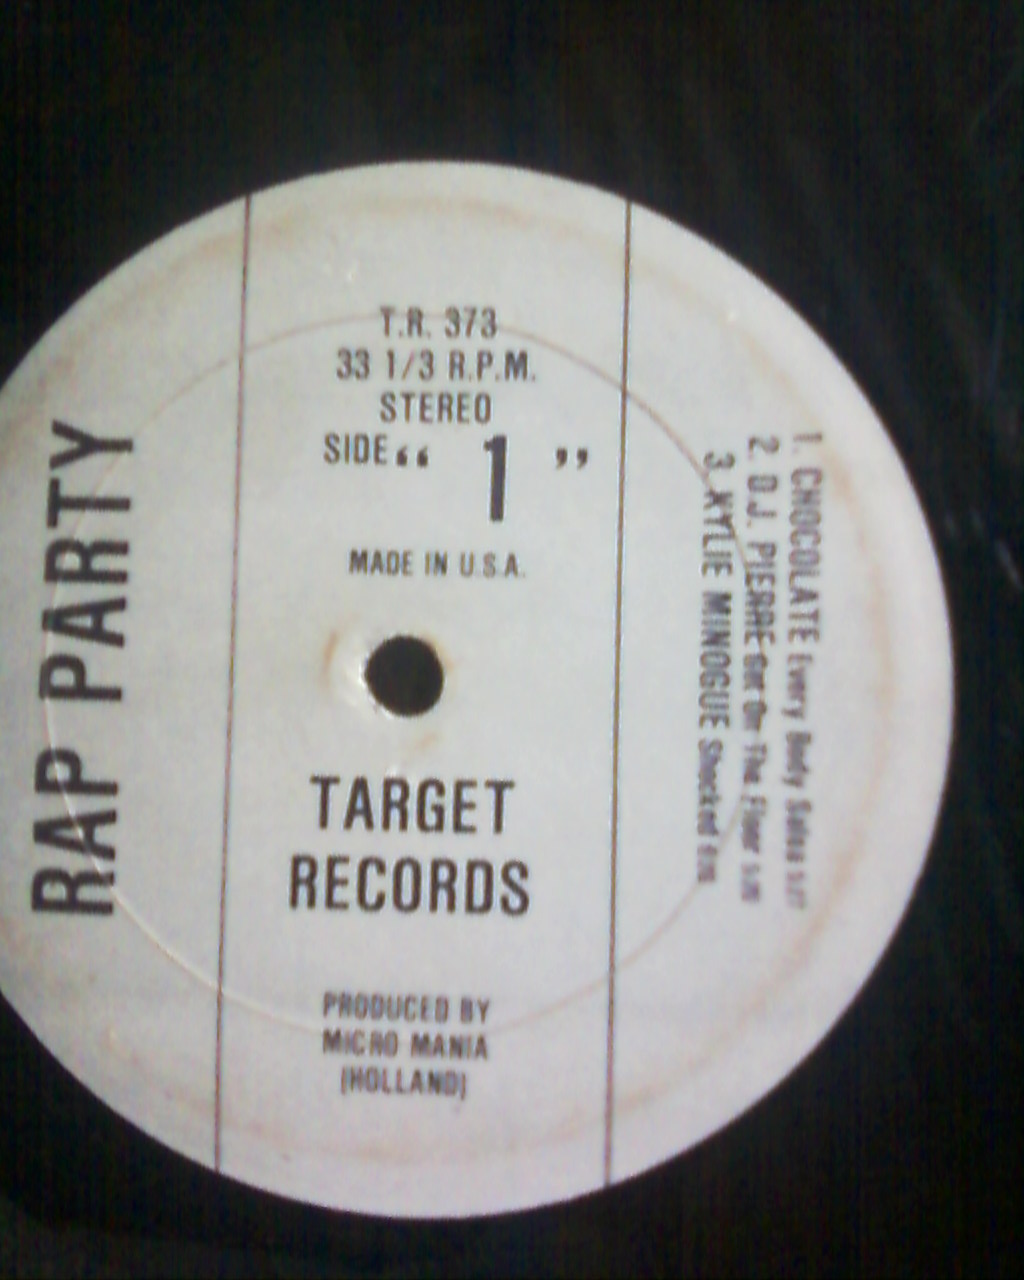 RAP PARTY
T.R. 373
33 1/3 R.P.M.
STEREO
SIDE “ 1 ”
MADE IN U.S.A.
TARGET
RECORDS
PRODUCED BY
MICRO MANIA
(HOLLAND)
1. CHOCOLATE Every Body Salsa
2. D.J. PIERRE Get On The Floor
3. KYLIE MINOGUE Shocked